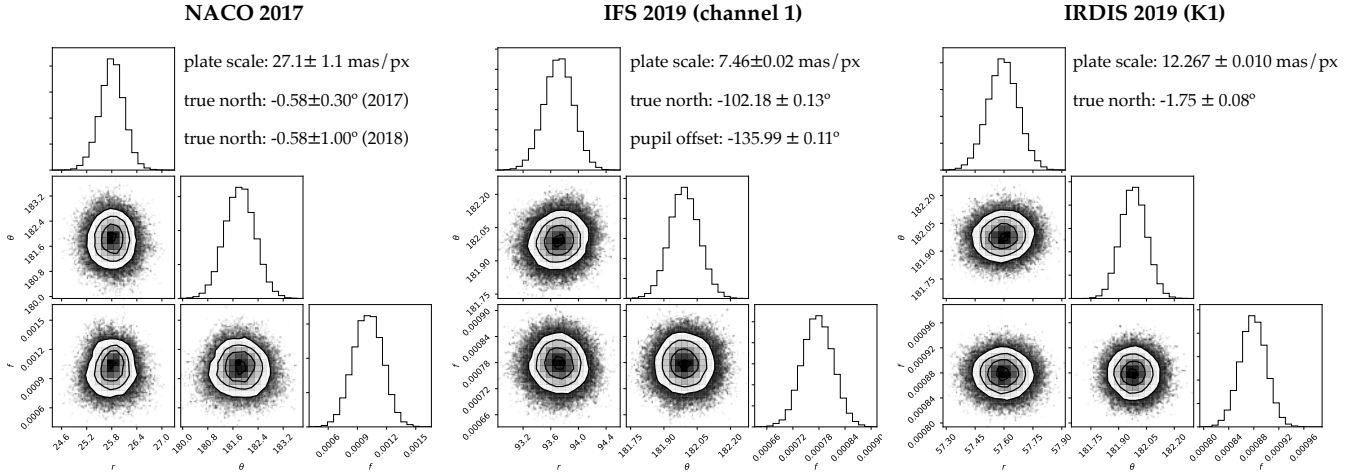 NACO 2017
IFS 2019 (channel 1)
IRDIS 2019 (K1)
plate scale: 27.1± 1.1 mas/px
true north: -0.58±0.30º (2017)
true north: -0.58±1.00º (2018)
plate scale: 7.46±0.02 mas/px
true north: -102.18 ± 0.13º
pupil offset: -135.99 ± 0.11º
plate scale: 12.267 ± 0.010 mas/px
true north: -1.75 ± 0.08º
θ
183.2
182.4
181.6
180.8
180.0
f
0.0015
0.0012
0.0009
0.0006
24.6 25.2 25.8 26.4 27.0
r
180.0 180.8 181.6 182.4 183.2
θ
0.0006 0.0009 0.0012 0.0015
f
θ
182.20
182.05
181.90
181.75
f
0.00090
0.00084
0.00078
0.00072
0.00066
93.2 93.6 94.0 94.4
r
181.75 181.90 182.05 182.20
θ
0.00066 0.00072 0.00078 0.00084 0.00090
f
θ
182.20
182.05
181.90
181.75
f
0.00096
0.00092
0.00088
0.00084
0.00080
57.30 57.45 57.60 57.75 57.90
r
181.75 181.90 182.05 182.20
θ
0.00080 0.00084 0.00088 0.00092 0.00096
f